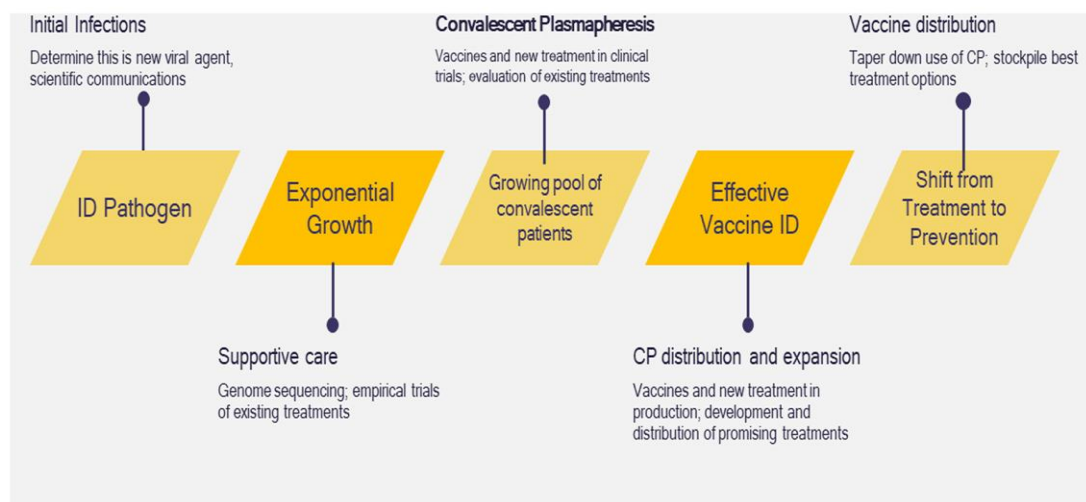 Initial Infections
Determine this is new viral agent,
scientific communications
Convalescent Plasmapheresis
Vaccines and new treatment in clinical
trials; evaluation of existing treatments
Vaccine distribution
Taper down use of CP; stockpile best
treatment options
ID Pathogen
Exponential
Growth
Growing pool of
convalescent
patients
Effective
Vaccine ID
Shift from
Treatment to
Prevention
Supportive care
Genome sequencing; empirical trials
of existing treatments
CP distribution and expansion
Vaccines and new treatment in
production; development and
distribution of promising treatments